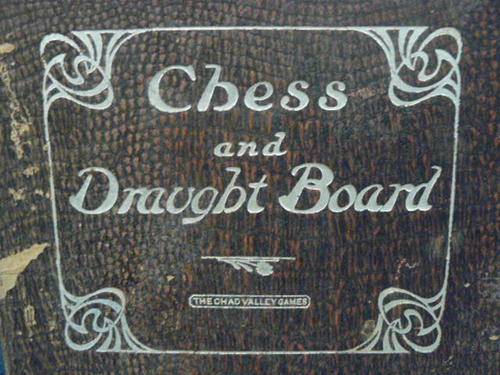 Chess
and
Draught Board
THE CHAD VALLEY GAMES